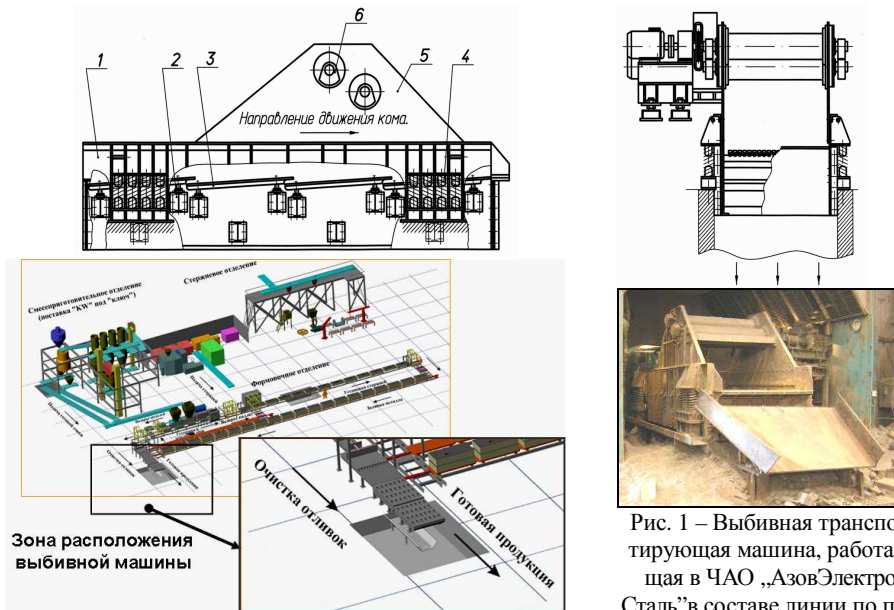 1
2
3
6
5
4
Направление движения кома.
Смесеприготовительное отделение
(поставка "KW" под "ключ")
Стержневое отделение
Формовочное отделение
Зона расположения
выбивной машины
Очистка отливок
Готовая продукция
Рис. 1 – Выбивная транспо
тирующая машина, работа
щая в ЧАО „АзовЭлектро
Сталь”в составе линии по п